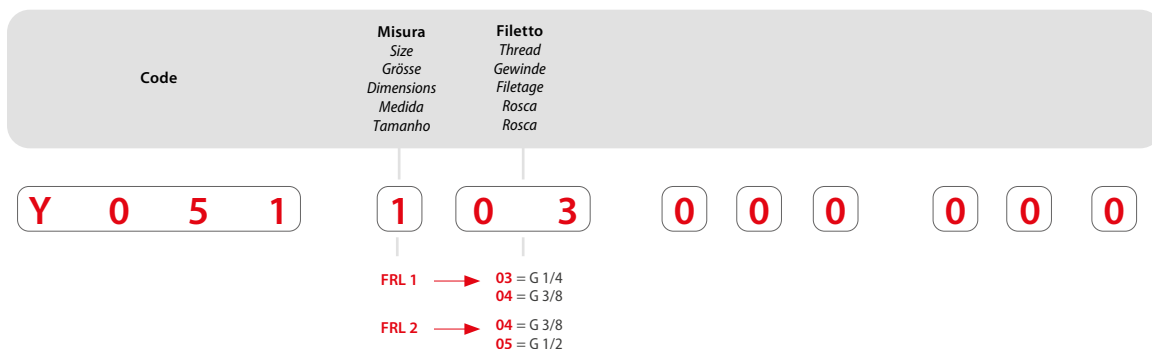 Code
Misura
Size
Grösse
Dimensions
Medida
Tamanho
Filetto
Thread
Gewinde
Filetage
Rosca
Rosca
Y 0 5 1 1 0 3 0 0 0 0 0 0
FRL 1 03 = G 1/4
04 = G 3/8
FRL 2 04 = G 3/8
05 = G 1/2